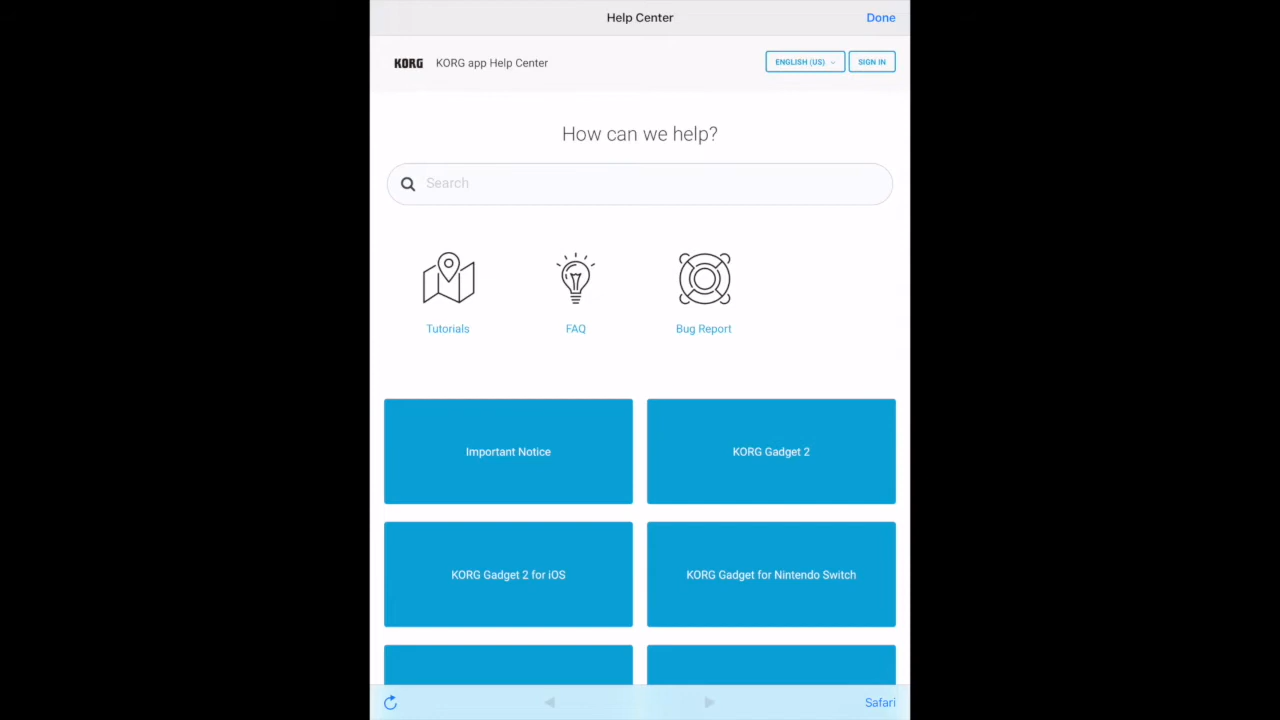 Help Center
Done
KORG
KORG app Help Center
ENGLISH (US)
SIGN IN
How can we help?
Search
Tutorials
FAQ
Bug Report
Important Notice
KORG Gadget 2
KORG Gadget 2 for iOS
KORG Gadget for Nintendo Switch
Safari